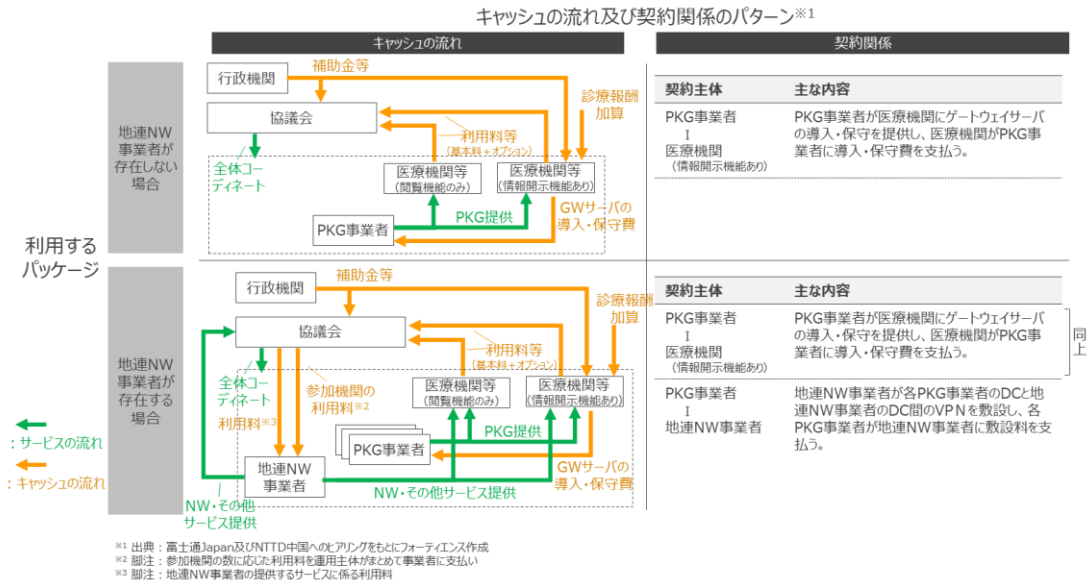 キャッシュの流れ及び契約関係のパターン※1
キャッシュの流れ
契約関係
利用する
パッケージ
地連NW
事業者が
存在しない
場合
行政機関
補助金等
協議会
診療報酬
加算
利用料等
(基本料+オプション)
全体コー
ディネート
医療機関等
(閲覧機能のみ)
医療機関等
(情報開示機能あり)
PKG提供
PKG事業者
GWサーバの
導入・保守費
契約主体
主な内容
PKG事業者
I
医療機関
(情報開示機能あり)
PKG事業者が医療機関にゲートウェイサーバ
の導入・保守を提供し、医療機関がPKG事
業者に導入・保守費を支払う。
地連NW
事業者が
存在する
場合
行政機関
補助金等
協議会
診療報酬
加算
利用料等
(基本料+オプション)
全体コー
ディネート
参加機関の
利用料※2
利用料※3
医療機関等
(閲覧機能のみ)
医療機関等
(情報開示機能あり)
PKG提供
PKG事業者
GWサーバの
導入・保守費
地連NW
事業者
NW・その他サービス提供
NW・その他
サービス提供
契約主体
主な内容
PKG事業者
I
医療機関
(情報開示機能あり)
PKG事業者が医療機関にゲートウェイサーバ
の導入・保守を提供し、医療機関がPKG事
業者に導入・保守費を支払う。
同上
PKG事業者
I
地連NW事業者
地連NW事業者が各PKG事業者のDCと地
連NW事業者のDC間のVPNを敷設し、各
PKG事業者が地連NW事業者に敷設料を支
払う。
:サービスの流れ
:キャッシュの流れ
※1 出典:富士通Japan及びNTTD中国へのヒアリングをもとにフォーティエンス作成
※2 脚注:参加機関の数に応じた利用料を運用主体がまとめて事業者に支払い
※3 脚注:地連NW事業者の提供するサービスに係る利用料